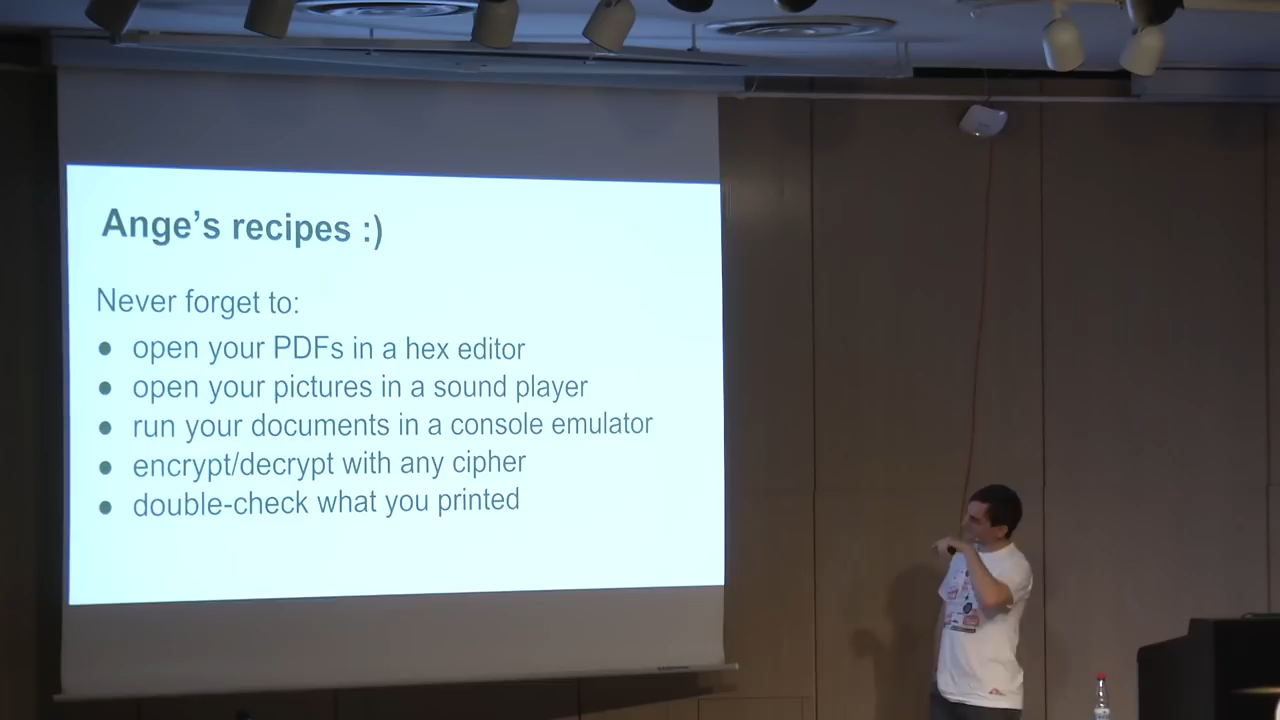 Ange's recipes :)
Never forget to:
● open your PDFs in a hex editor
● open your pictures in a sound player
● run your documents in a console emulator
● encrypt/decrypt with any cipher
● double-check what you printed